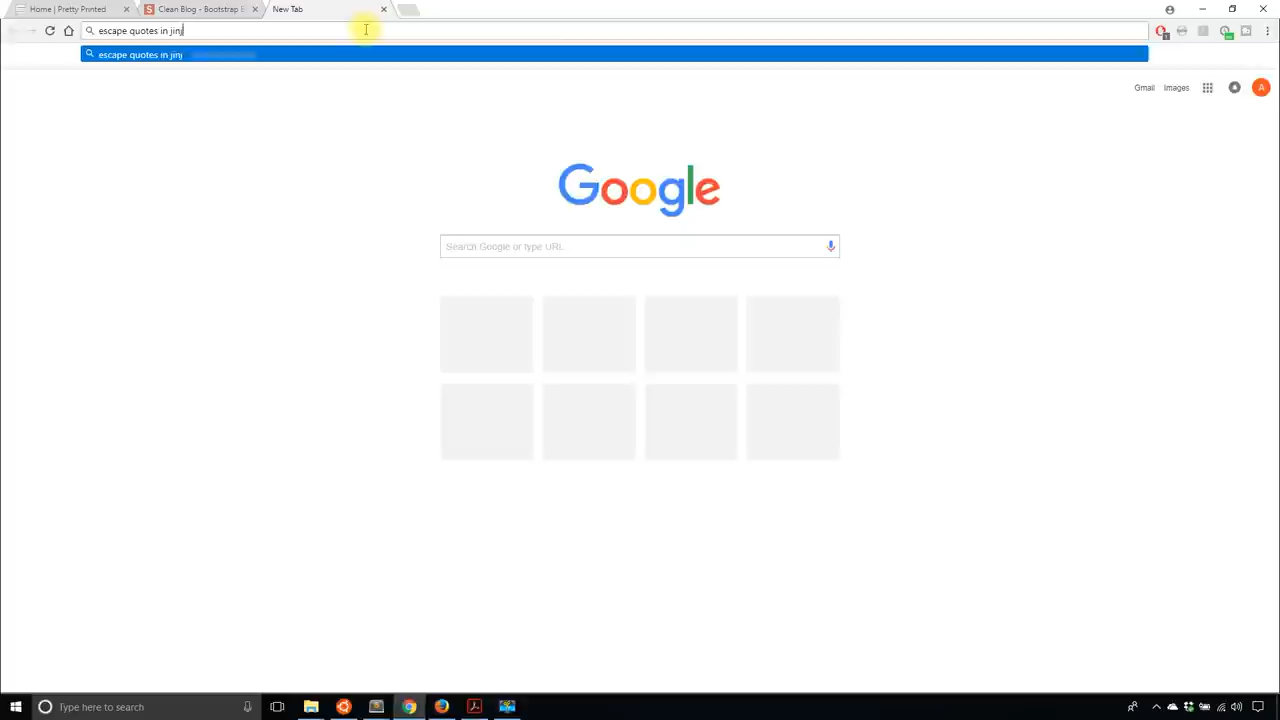 Home | Pretty Printed
Clean Blog - Bootstrap B
New Tab
escape quotes in jinj
escape quotes in jinj
Gmail
Images
A
Google
Search Google or type URL
Type here to search